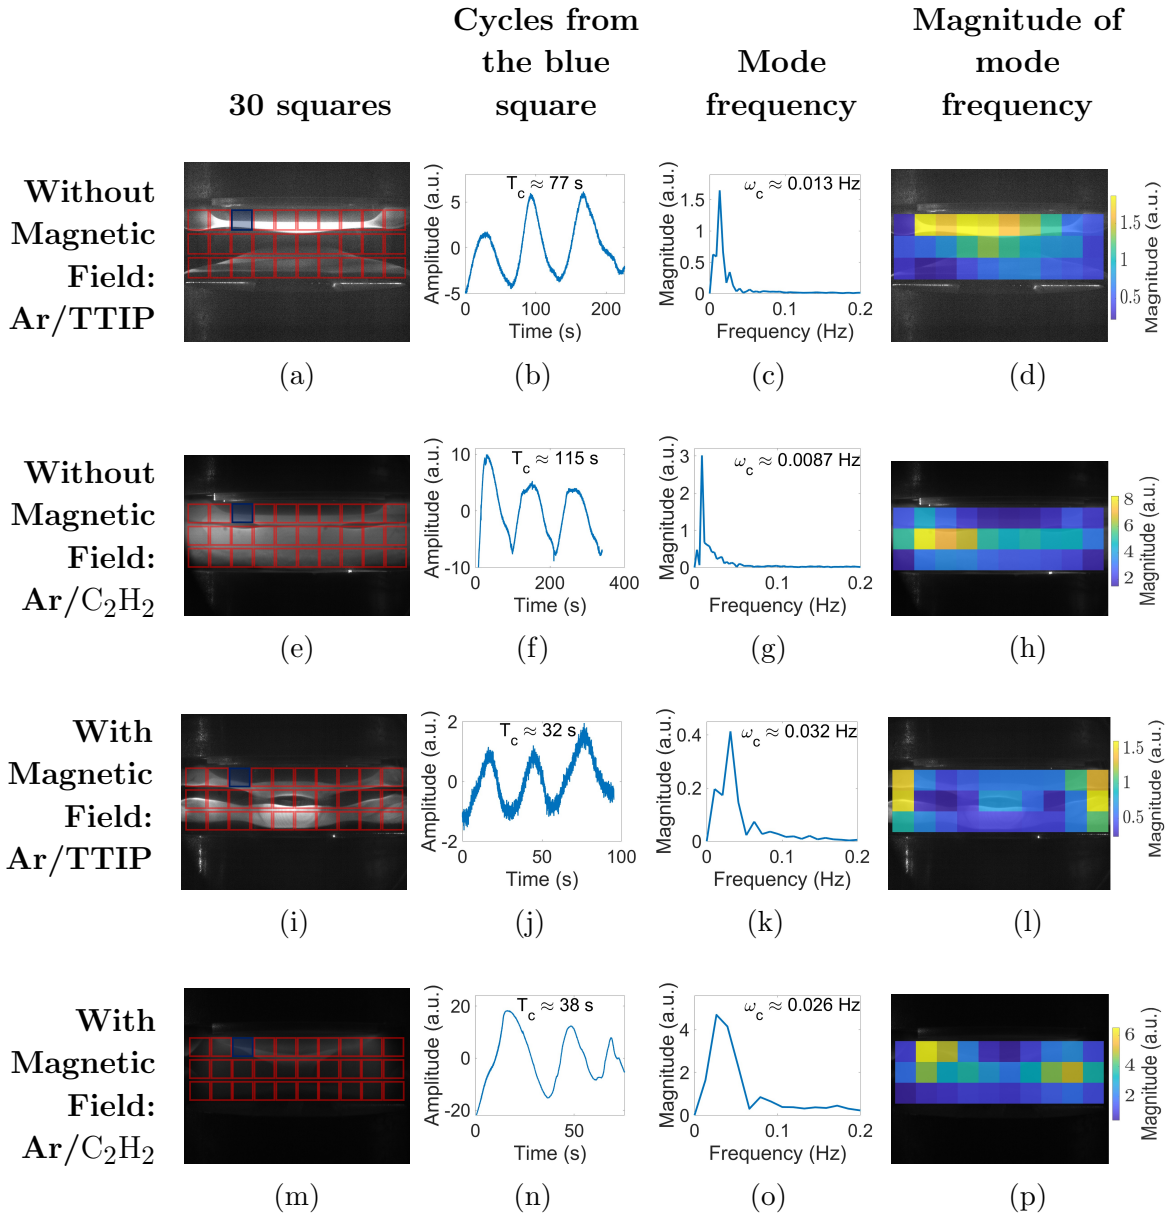 Cycles from
the blue
square
Magnitude of
mode
frequency
Mode
frequency
30 squares
Without
Magnetic
Field:
Ar/TTIP
Amplitude (a.u.)
5
0
-5
T_c ≈ 77 s
0 100 200
Time (s)
Magnitude (a.u.)
1.5
1
0.5
0
ω_c ≈ 0.013 Hz
0 0.1 0.2
Frequency (Hz)
1.5
1
0.5
Magnitude (a.u.)
(a) (b) (c) (d)
Without
Magnetic
Field:
Ar/C₂H₂
Amplitude (a.u.)
10
0
-10
T_c ≈ 115 s
0 200 400
Time (s)
Magnitude (a.u.)
3
2
1
0
ω_c ≈ 0.0087 Hz
0 0.1 0.2
Frequency (Hz)
8
6
4
2
Magnitude (a.u.)
(e) (f) (g) (h)
With
Magnetic
Field:
Ar/TTIP
Amplitude (a.u.)
2
0
-2
T_c ≈ 32 s
0 50 100
Time (s)
Magnitude (a.u.)
0.4
0.2
0
ω_c ≈ 0.032 Hz
0 0.1 0.2
Frequency (Hz)
1.5
1
0.5
Magnitude (a.u.)
(i) (j) (k) (l)
With
Magnetic
Field:
Ar/C₂H₂
Amplitude (a.u.)
20
0
-20
T_c ≈ 38 s
0 50
Time (s)
Magnitude (a.u.)
4
2
0
ω_c ≈ 0.026 Hz
0 0.1 0.2
Frequency (Hz)
6
4
2
Magnitude (a.u.)
(m) (n) (o) (p)